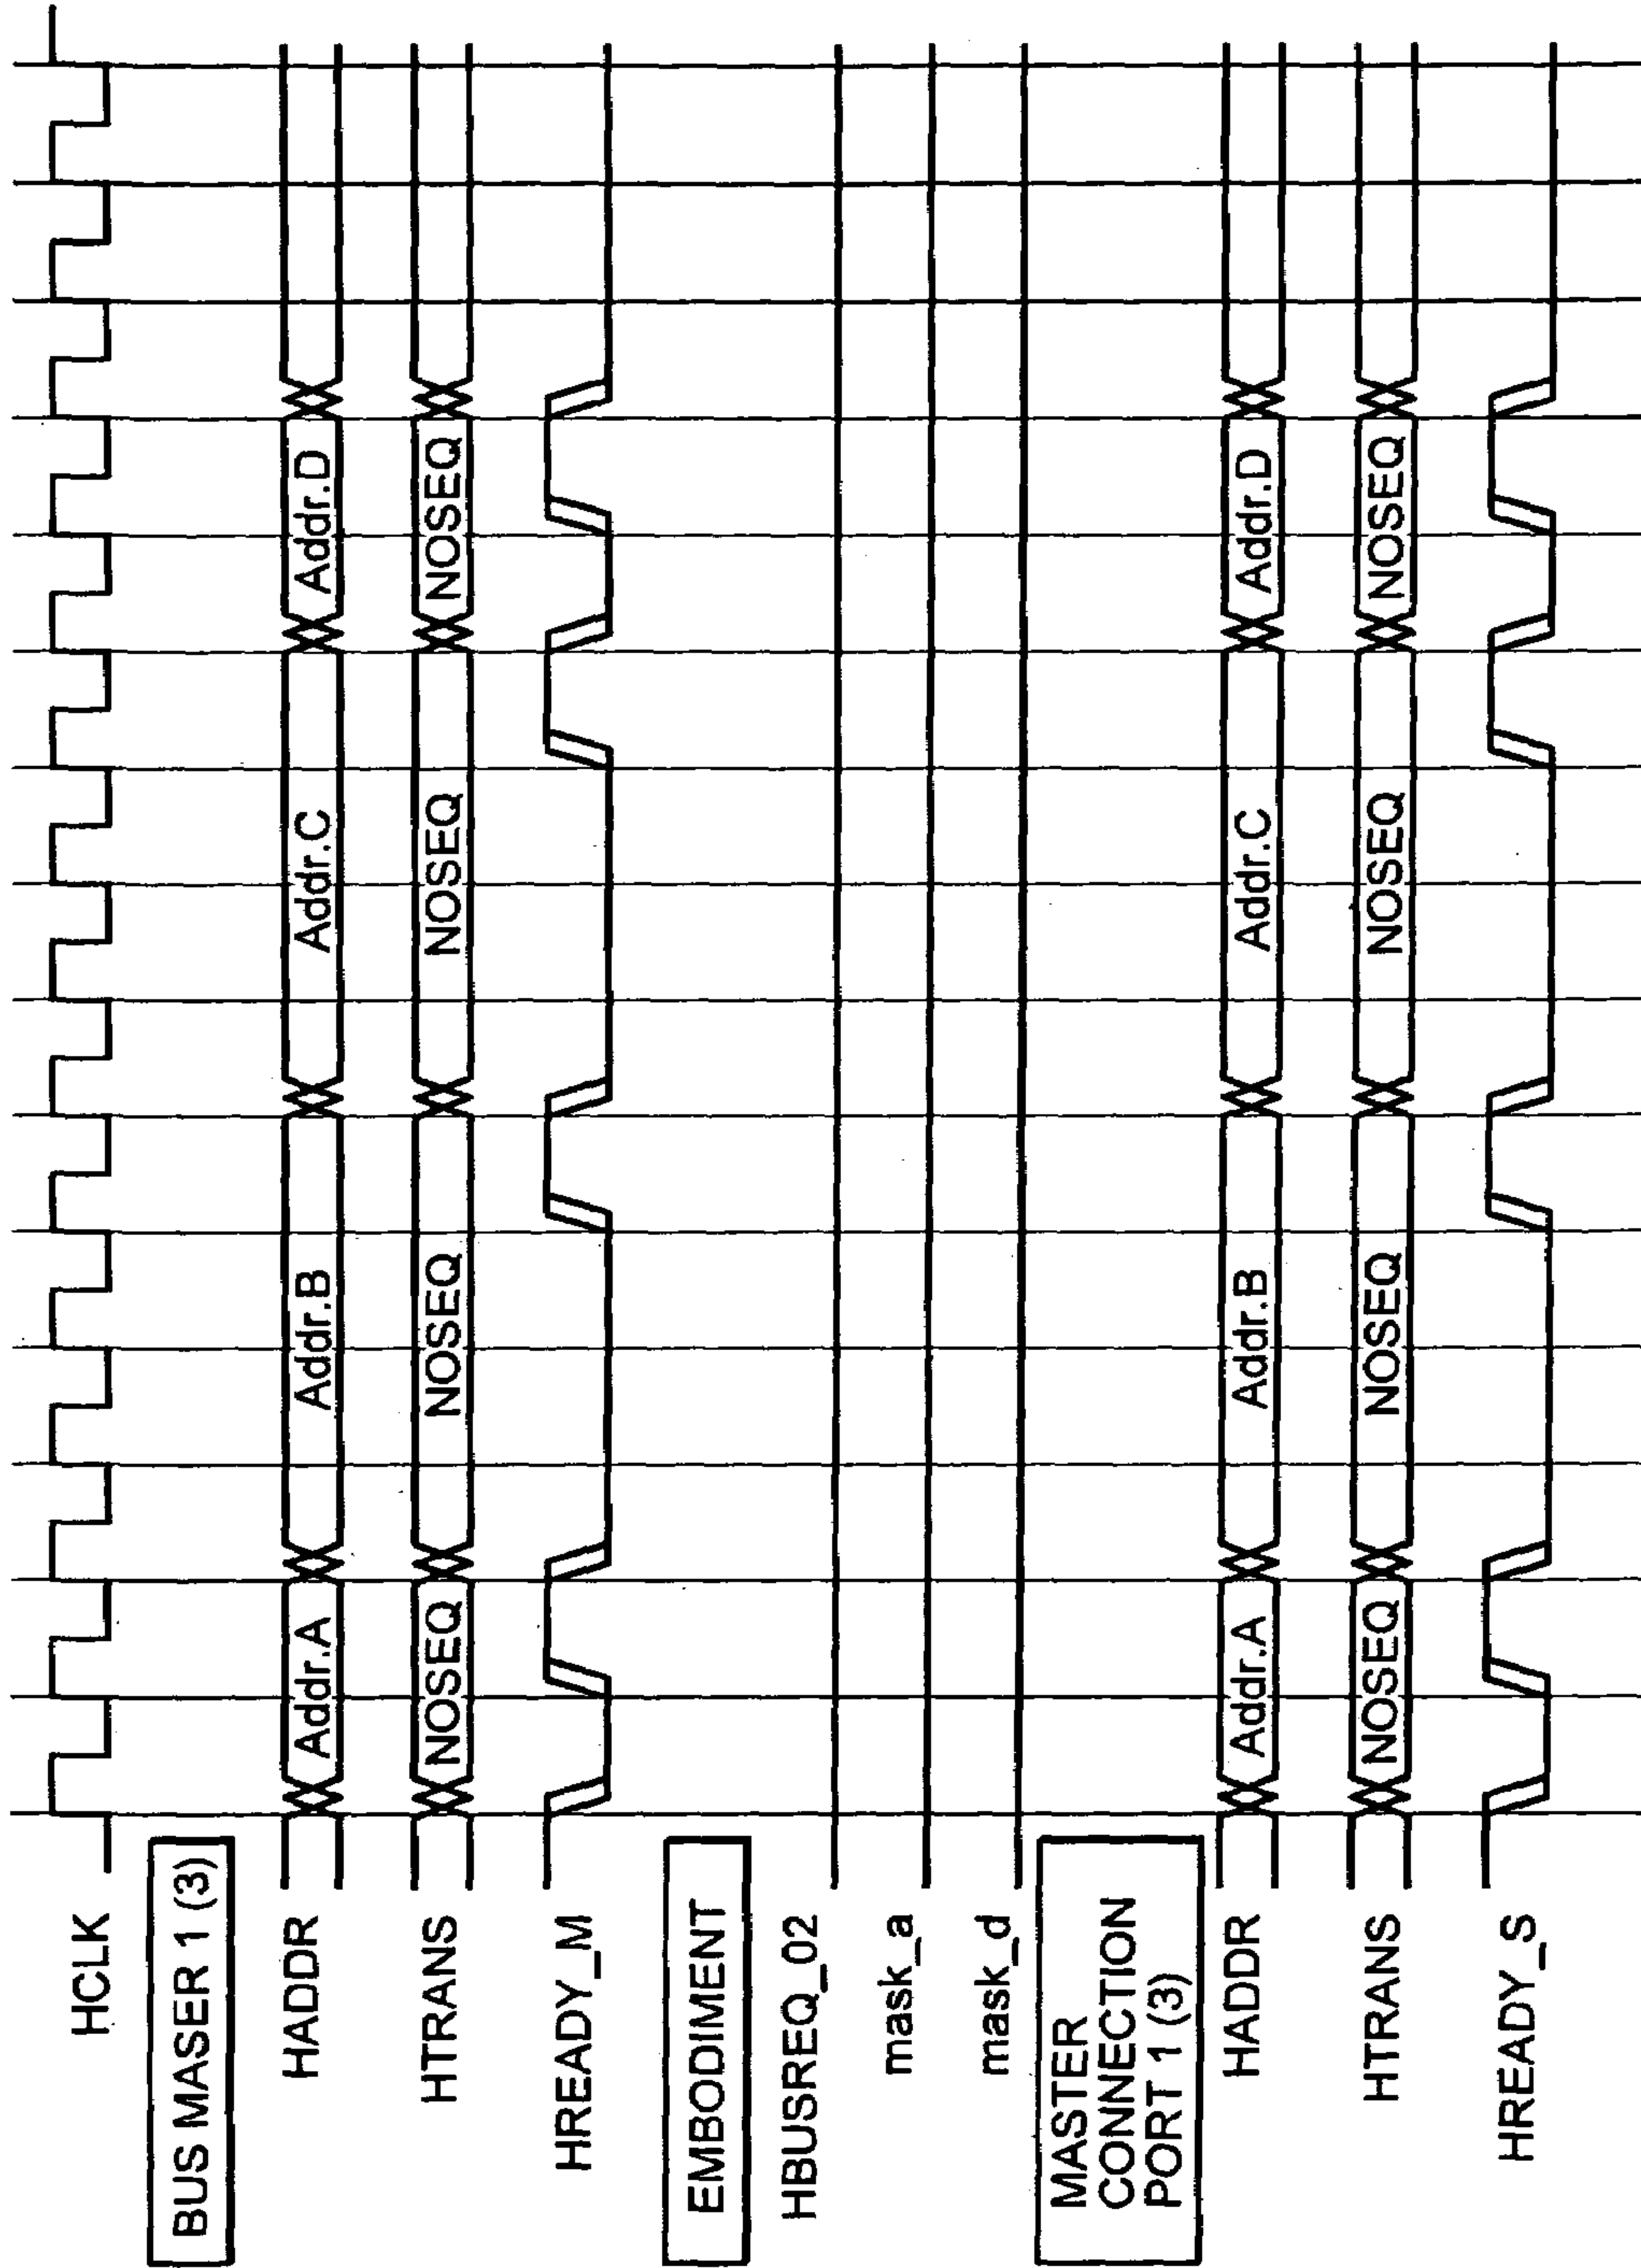 HCLK
BUS MASER 1 (3)
HADDR Addr.A Addr.B Addr.C Addr.D
HTRANS NOSEQ NOSEQ NOSEQ NOSEQ
HREADY_M
EMBODIMENT
HBUSREQ_02
mask_a
mask_d
MASTER
CONNECTION
PORT 1 (3)
HADDR Addr.A Addr.B Addr.C Addr.D
HTRANS NOSEQ NOSEQ NOSEQ NOSEQ
HREADY_S